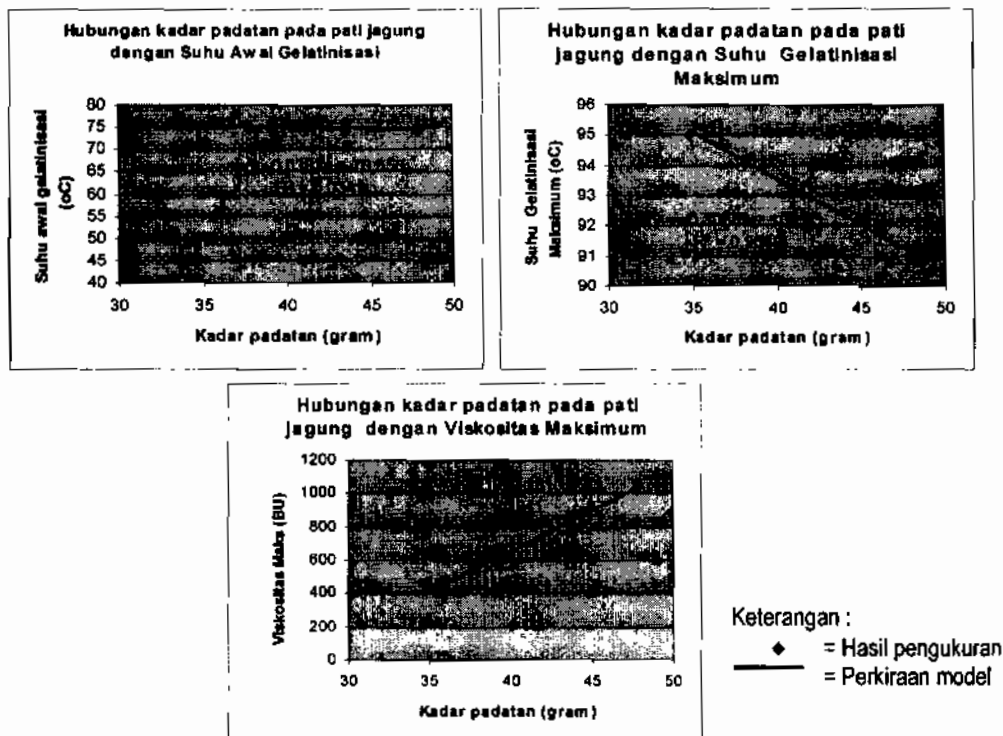 Hubungan kadar padatan pada pati jagung
dengan Suhu Awal Gelatinisasi
Suhu awal gelatinisasi
(oC)
80
75
70
65
60
55
50
45
40
30 35 40 45 50
Kadar padatan (gram)
Hubungan kadar padatan pada pati
jagung dengan Suhu Gelatinisasi
Maksimum
Suhu Gelatinisasi
Maksimum (oC)
96
95
94
93
92
91
90
30 35 40 45 50
Kadar padatan (gram)
Hubungan kadar padatan pada pati
jagung dengan Viskositas Maksimum
Viskositas Maks (BU)
1200
1000
800
600
400
200
0
30 35 40 45 50
Kadar padatan (gram)
Keterangan :
◆ = Hasil pengukuran
= Perkiraan model